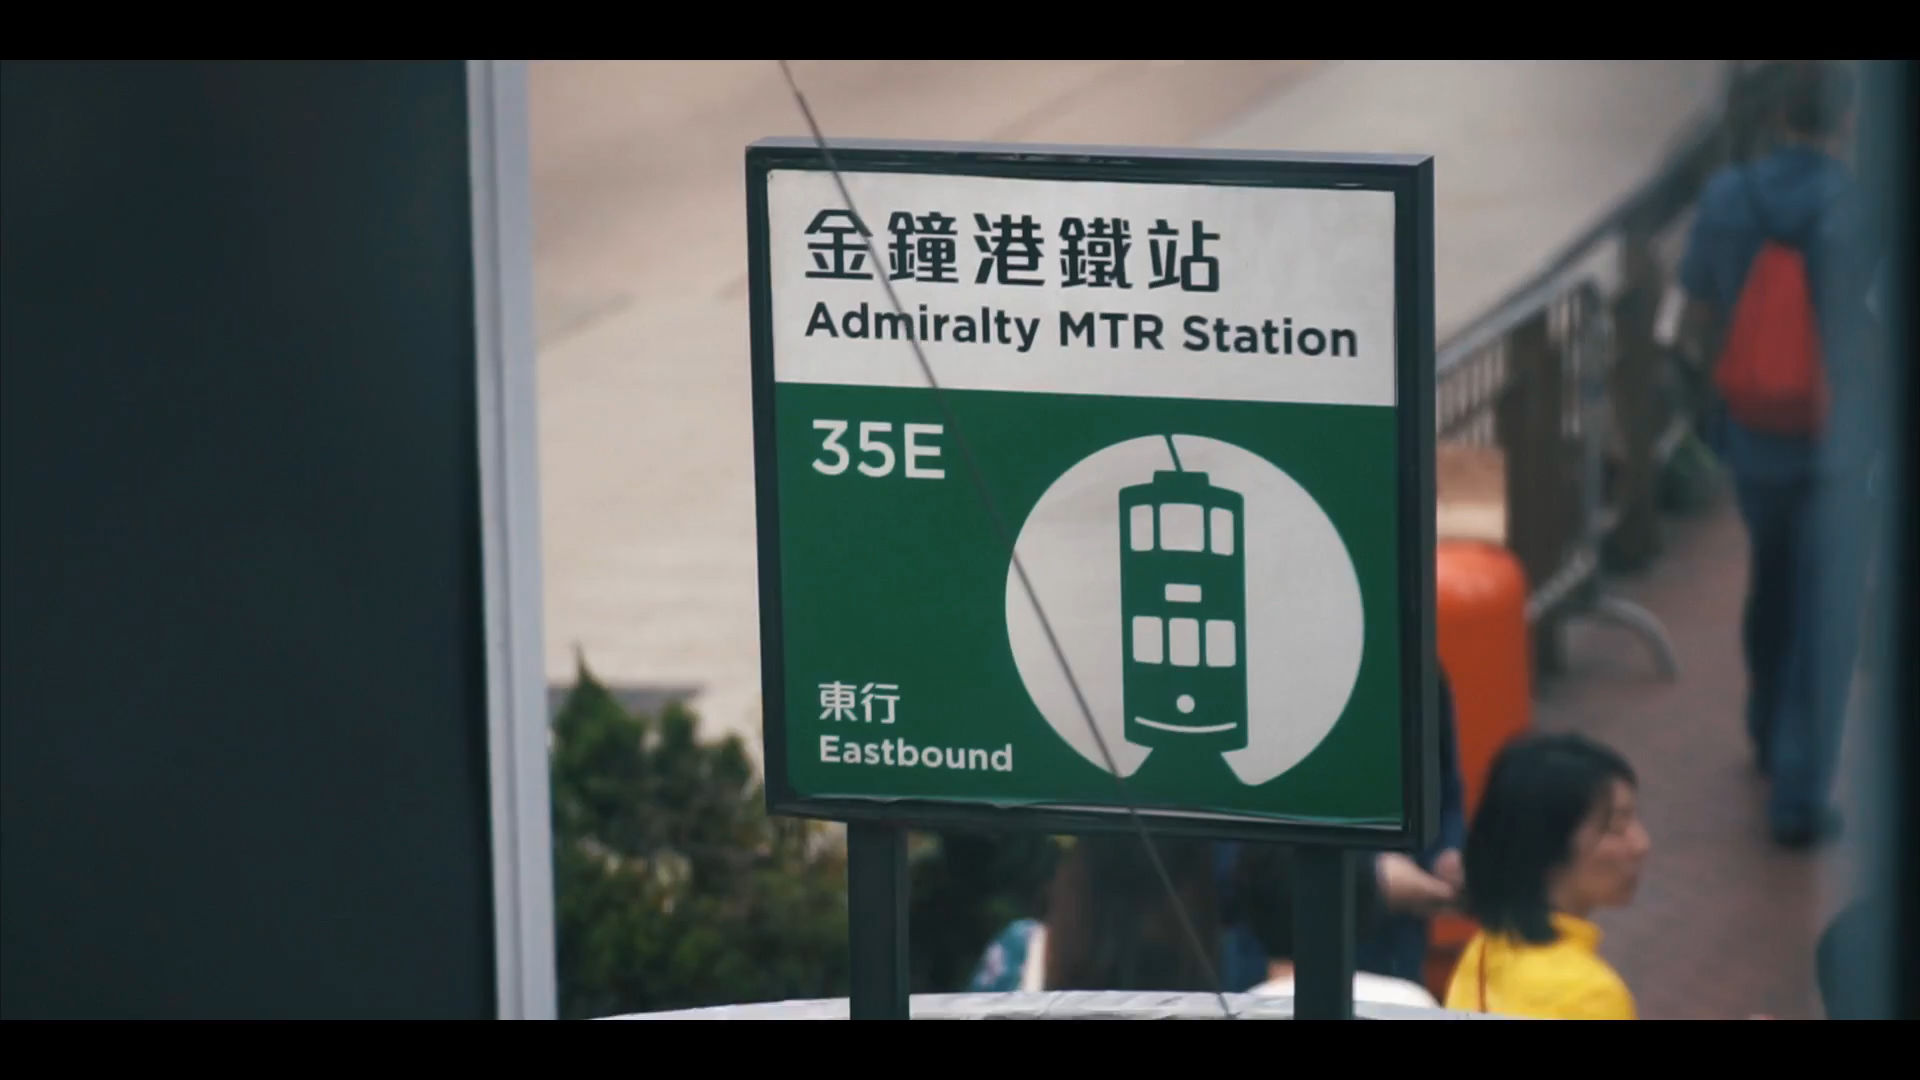 金鐘港鐵站
Admiralty MTR Station
35E
東行
Eastbound